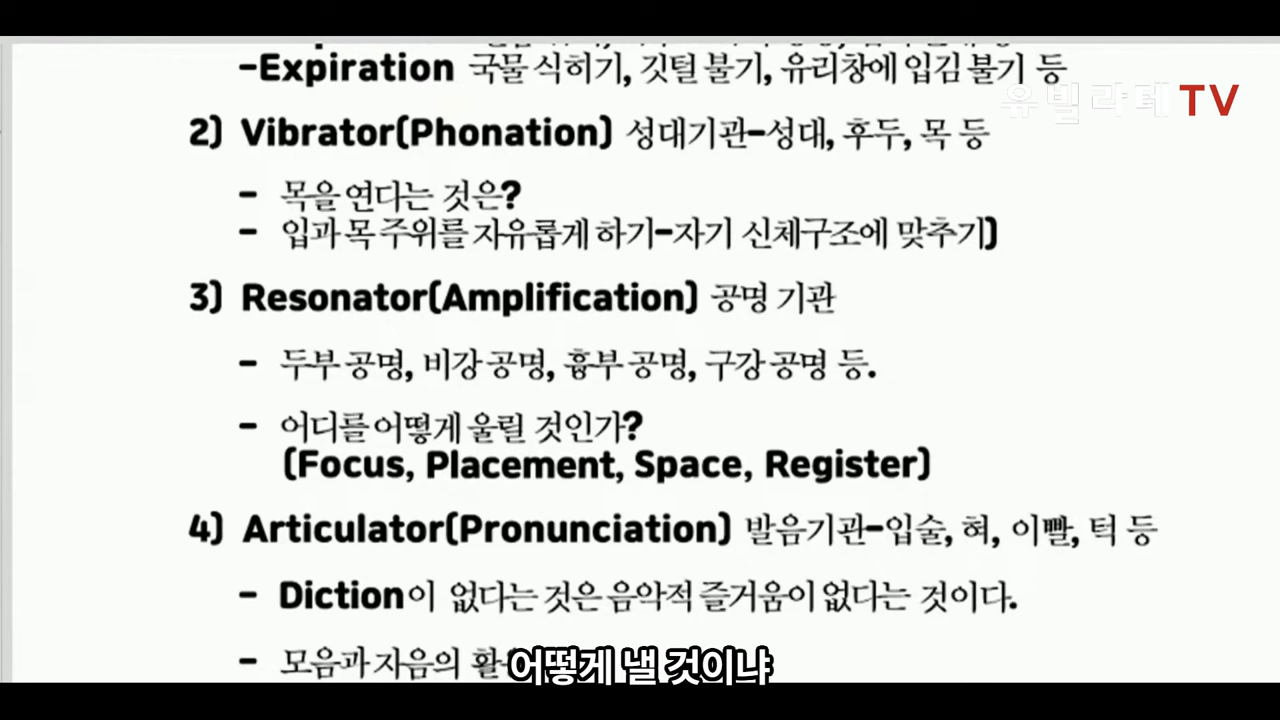 -Expiration 국물 식히기, 깃털 불기, 유리창에 입김 불기 등
유빌라테TV
2) Vibrator(Phonation) 성대기관-성대, 후두, 목 등
- 목을 연다는 것은?
- 입과 목 주위를 자유롭게 하기-자기 신체구조에 맞추기)
3) Resonator(Amplification) 공명 기관
- 두부 공명, 비강 공명, 흉부 공명, 구강 공명 등.
- 어디를 어떻게 울릴 것인가?
(Focus, Placement, Space, Register)
4) Articulator(Pronunciation) 발음기관-입술, 혀, 이빨, 턱 등
- Diction이 없다는 것은 음악적 즐거움이 없다는 것이다.
- 모음과 자음의
어떻게 낼 것이냐